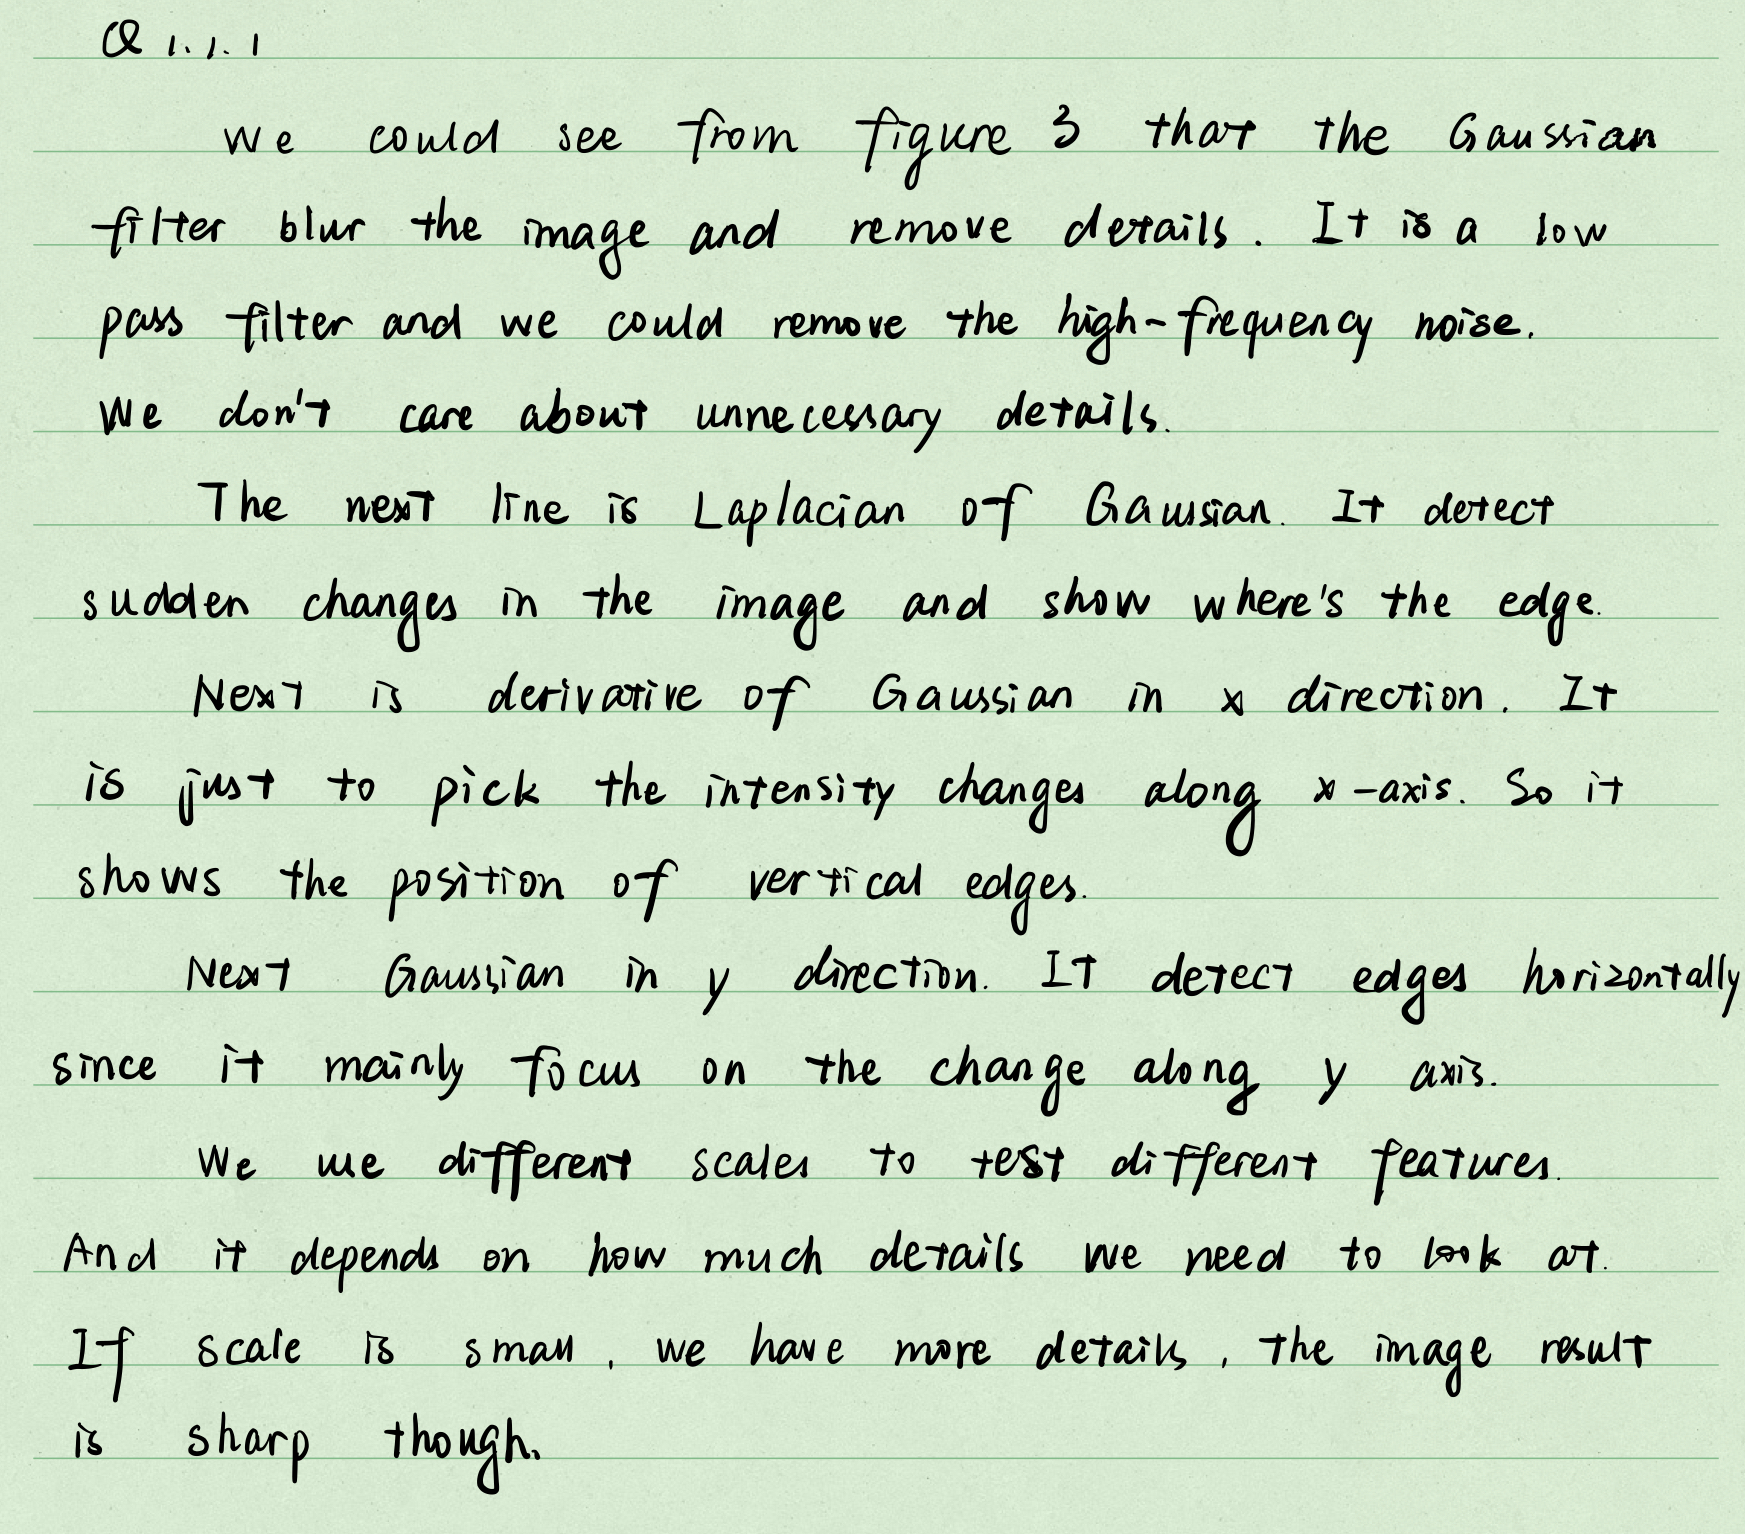 Q 1.1.1
We could see from figure 3 that the Gaussian
filter blur the image and remove details. It is a low
pass filter and we could remove the high-frequency noise.
We don't care about unnecessary details.
The next line is Laplacian of Gaussian. It detect
sudden changes in the image and show where's the edge.
Next is derivative of Gaussian in x direction. It
is just to pick the intensity changes along x-axis. So it
shows the position of vertical edges.
Next Gaussian in y direction. It detect edges horizontally
since it mainly focus on the change along y axis.
We use different scales to test different features.
And it depends on how much details we need to look at.
If scale is small, we have more details, the image result
is sharp though.